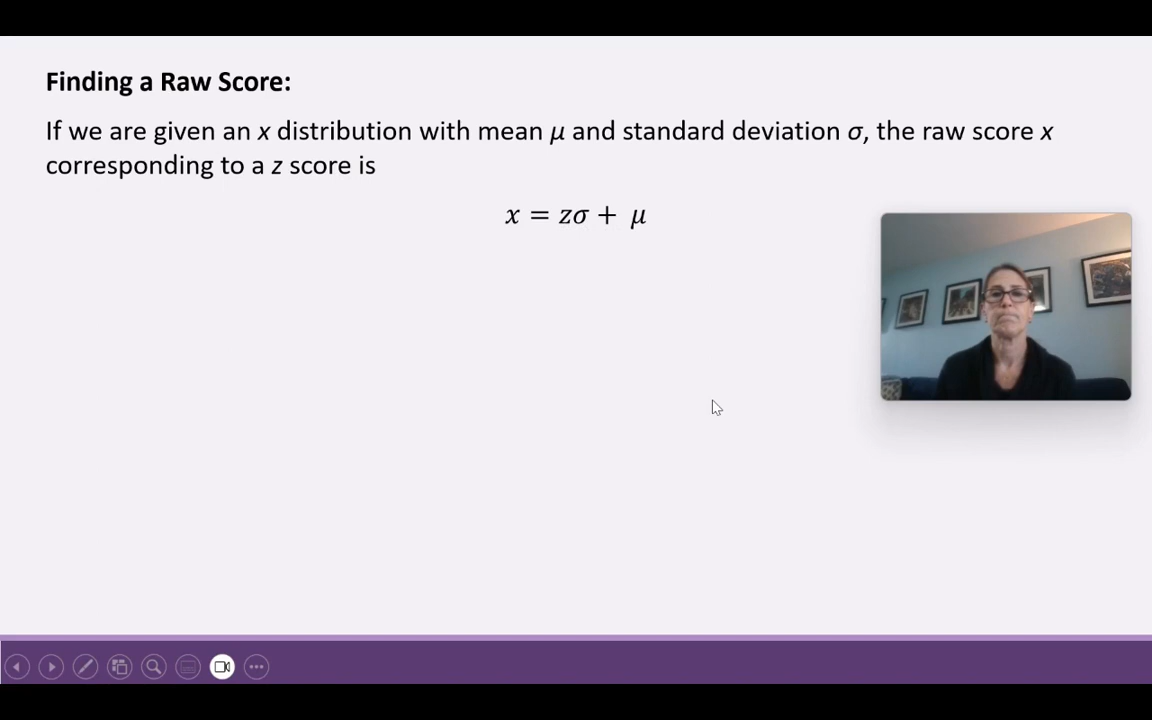 Finding a Raw Score:
If we are given an x distribution with mean μ and standard deviation σ, the raw score x
corresponding to a z score is
x = zσ + μ